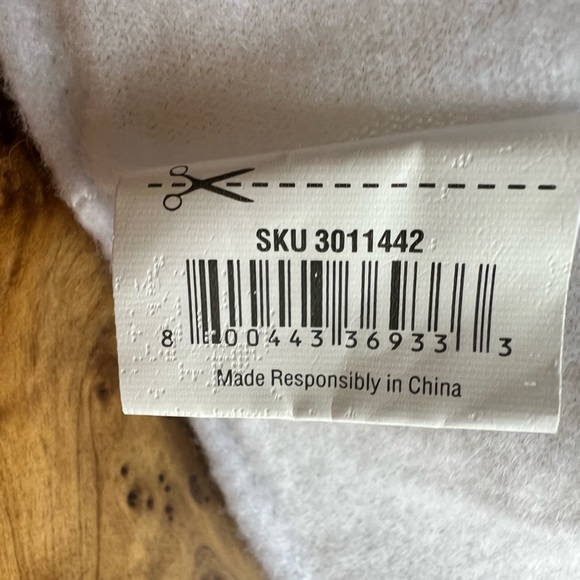 SKU 3011442
8 00443 36933 3
Made Responsibly in China